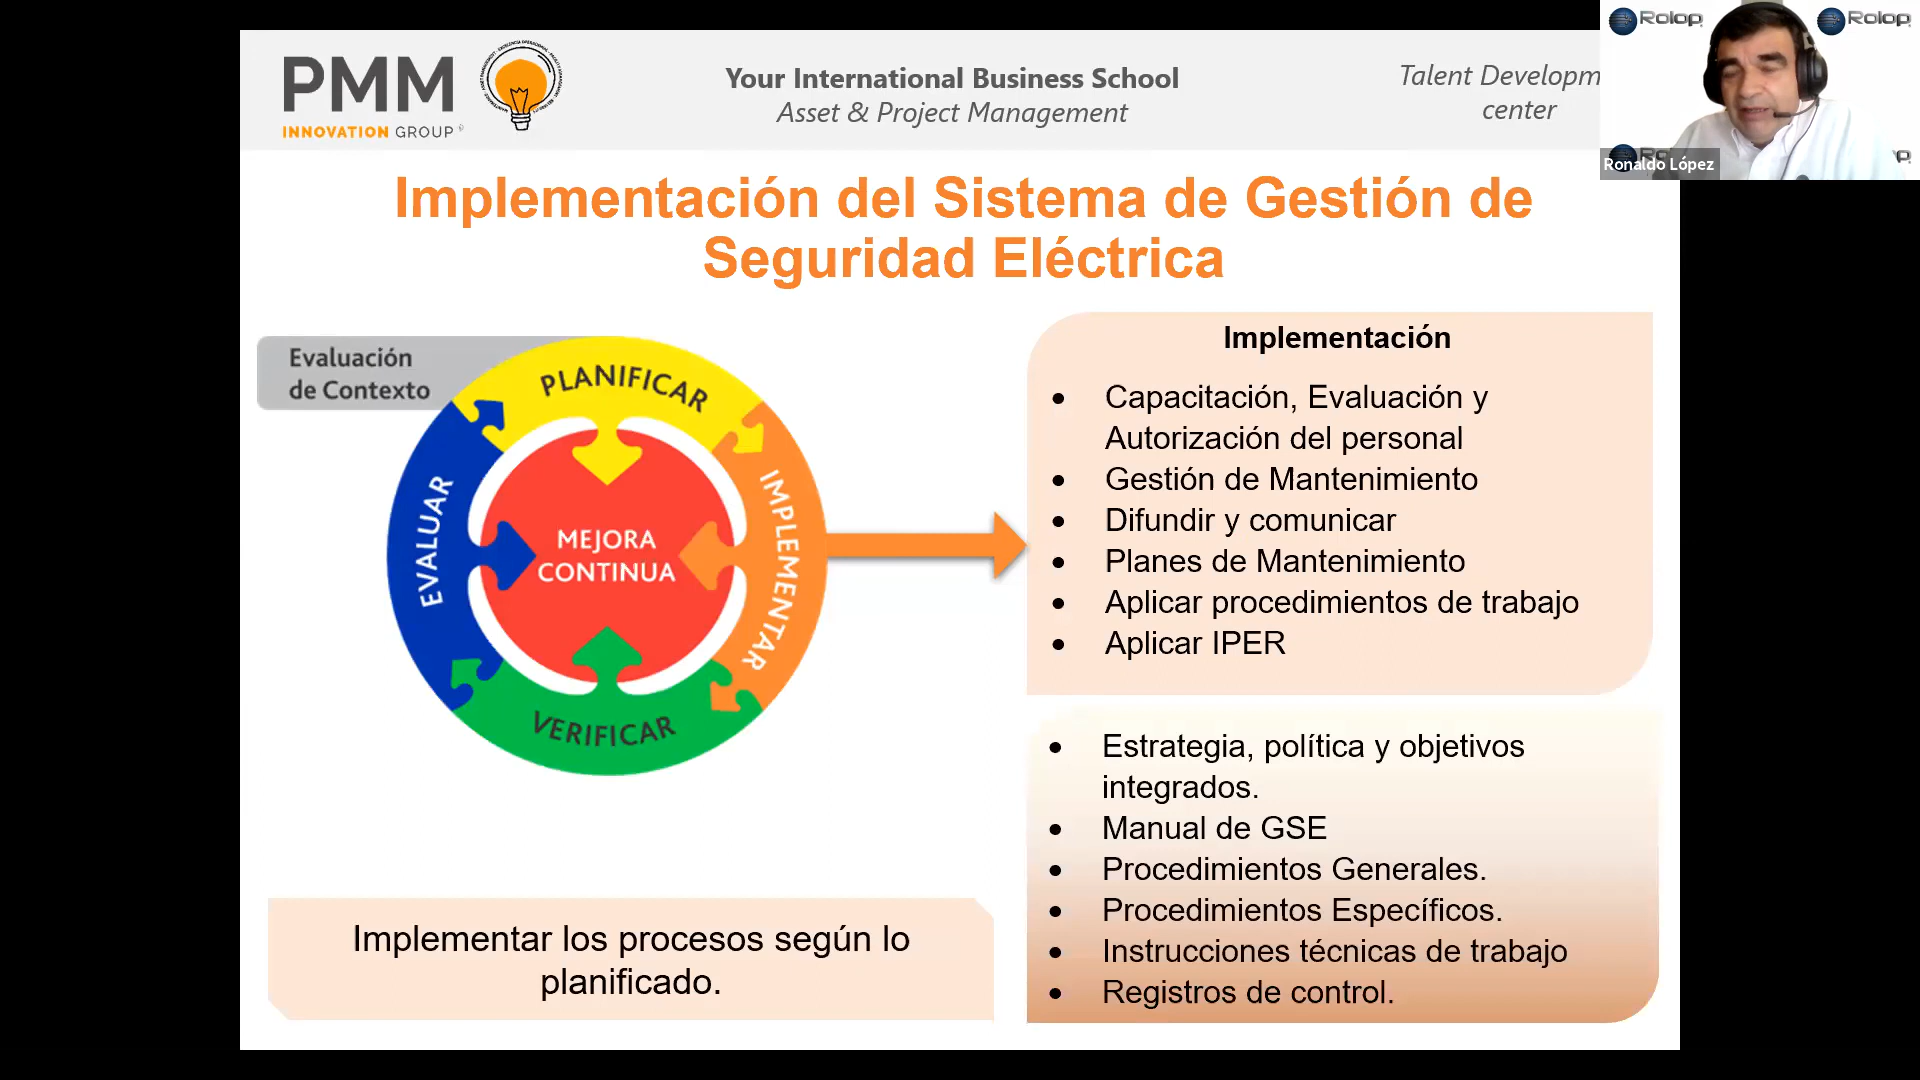 PMM
INNOVATION GROUP
Your International Business School
Asset & Project Management
Talent Developm
center
Rolop
Rolop
Ronaldo López
Implementación del Sistema de Gestión de
Seguridad Eléctrica
Evaluación
de Contexto
PLANIFICAR
IMPLEMENTAR
VERIFICAR
EVALUAR
MEJORA
CONTINUA
Implementación
• Capacitación, Evaluación y
Autorización del personal
• Gestión de Mantenimiento
• Difundir y comunicar
• Planes de Mantenimiento
• Aplicar procedimientos de trabajo
• Aplicar IPER
• Estrategia, política y objetivos
integrados.
• Manual de GSE
• Procedimientos Generales.
• Procedimientos Específicos.
• Instrucciones técnicas de trabajo
• Registros de control.
Implementar los procesos según lo
planificado.